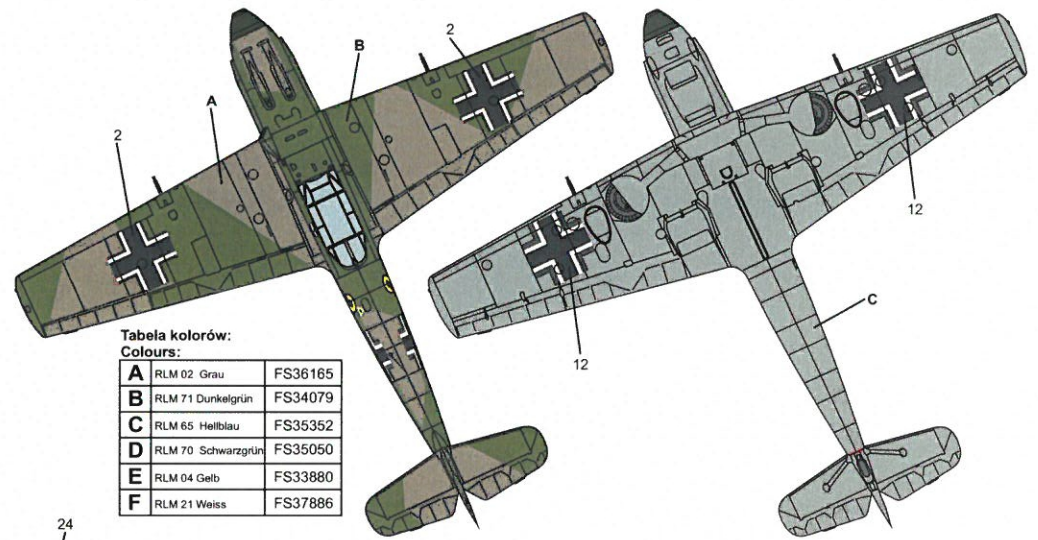 2
B
A
2
12
C
12
Tabela kolorów:
Colours:
A RLM 02 Grau FS36165
B RLM 71 Dunkelgrün FS34079
C RLM 65 Hellblau FS35352
D RLM 70 Schwarzgrün FS35050
E RLM 04 Gelb FS33880
F RLM 21 Weiss FS37886
24